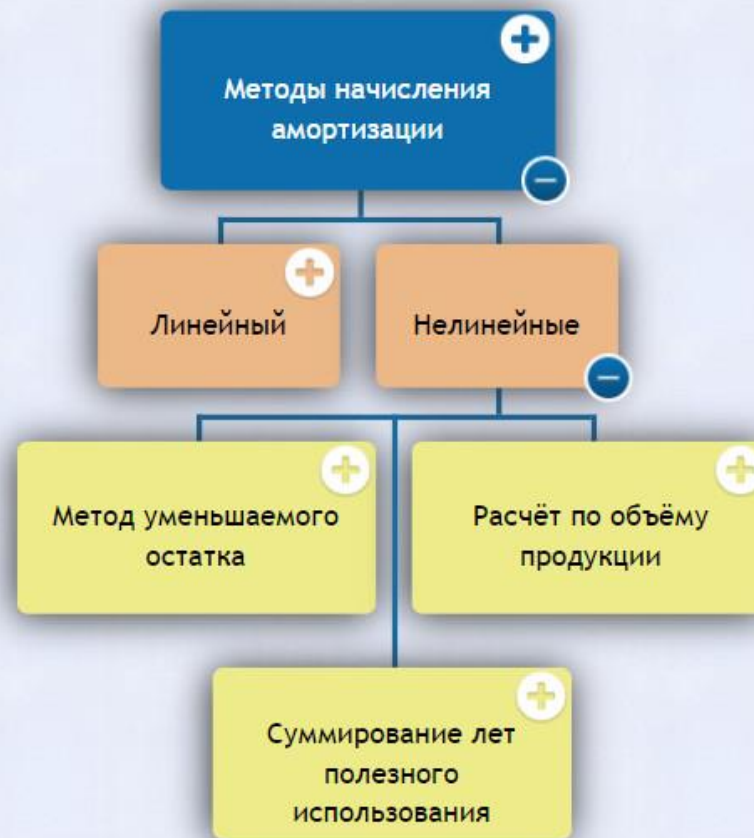 Методы начисления
амортизации
Линейный
Нелинейные
Метод уменьшаемого
остатка
Расчёт по объёму
продукции
Суммирование лет
полезного
использования